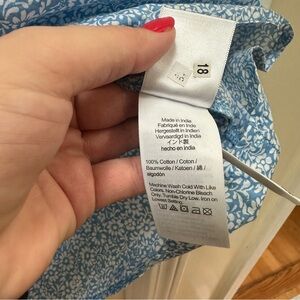 18
Made in India
Fabriqué en Inde
Hergestellt in Indien
Vervaardigd in India
インド製
hecho en india
100% Cotton / Coton /
Baumwolle / Katoen / 綿 /
algodón
Machine Wash Cold With Like
Colors, Non-Chlorine Bleach
Only, Tumble Dry Low, Iron on
Lowest Setting